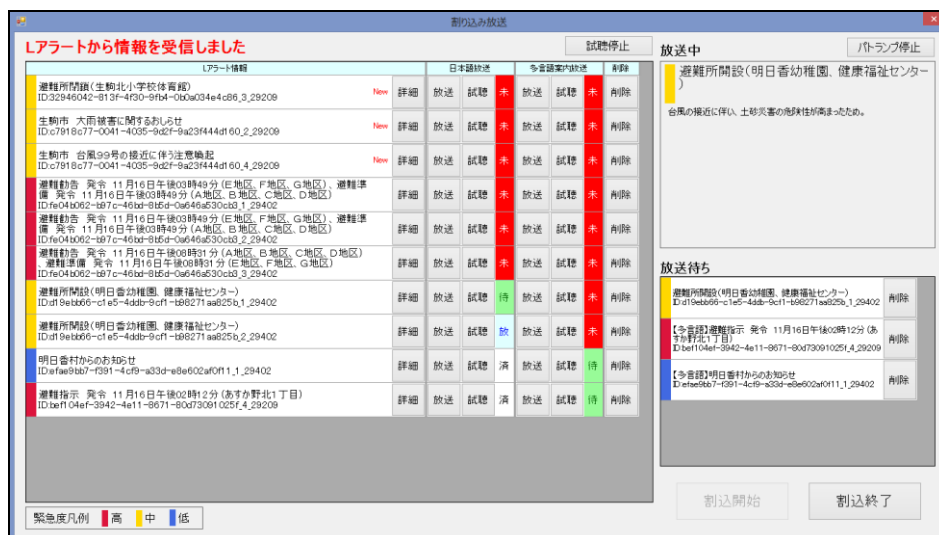 割り込み放送
Lアラートから情報を受信しました
試聴停止
Lアラート情報 日本語放送 多言語案内放送 削除
避難所閉鎖(生駒北小学校体育館)
ID:32946042-813f-4f30-9fb4-0b0a034e4c86_3_29209
New 詳細 放送 試聴 未 放送 試聴 未 削除
生駒市 大雨被害に関するおしらせ
ID:c7918c77-0041-4035-9d2f-9a23f444d160_2_29209
New 詳細 放送 試聴 未 放送 試聴 未 削除
生駒市 台風99号の接近に伴う注意喚起
ID:c7918c77-0041-4035-9d2f-9a23f444d160_4_29209
New 詳細 放送 試聴 未 放送 試聴 未 削除
避難勧告 発令 11月16日午後03時49分(E地区、F地区、G地区)、避難準
備 発令 11月16日午後03時49分(A地区、B地区、C地区、D地区)
ID:fe04b062-b97c-46bd-8b5d-0a646a530cb3_1_29402
詳細 放送 試聴 未 放送 試聴 未 削除
避難勧告 発令 11月16日午後03時49分(E地区、F地区、G地区)、避難準
備 発令 11月16日午後03時49分(A地区、B地区、C地区、D地区)
ID:fe04b062-b97c-46bd-8b5d-0a646a530cb3_2_29402
詳細 放送 試聴 未 放送 試聴 未 削除
避難勧告 発令 11月16日午後08時31分(A地区、B地区、C地区、D地区)
、避難準備 発令 11月16日午後08時31分(E地区、F地区、G地区)
ID:fe04b062-b97c-46bd-8b5d-0a646a530cb3_3_29402
詳細 放送 試聴 未 放送 試聴 未 削除
避難所開設(明日香幼稚園、健康福祉センター)
ID:d19ebb66-c1e5-4ddb-9cf1-b98271aa825b_1_29402
詳細 放送 試聴 待 放送 試聴 未 削除
避難所開設(明日香幼稚園、健康福祉センター)
ID:d19ebb66-c1e5-4ddb-9cf1-b98271aa825b_2_29402
詳細 放送 試聴 放 放送 試聴 未 削除
明日香村からのお知らせ
ID:efae9bb7-f391-4cf9-a33d-e8e602af0f11_1_29402
詳細 放送 試聴 済 放送 試聴 待 削除
避難指示 発令 11月16日午後02時12分(あすか野北1丁目)
ID:bef104ef-3942-4e11-8671-80d73091025f_4_29209
詳細 放送 試聴 済 放送 試聴 待 削除
緊急度凡例 高 中 低
放送中
パトランプ停止
避難所開設(明日香幼稚園、健康福祉センター
)
台風の接近に伴い、土砂災害の危険性が高まったため。
放送待ち
避難所開設(明日香幼稚園、健康福祉センター)
ID:d19ebb66-c1e5-4ddb-9cf1-b98271aa825b_1_29402
削除
【多言語】避難指示 発令 11月16日午後02時12分(あ
すか野北1丁目)
ID:bef104ef-3942-4e11-8671-80d73091025f_4_29209
削除
【多言語】明日香村からのお知らせ
ID:efae9bb7-f391-4cf9-a33d-e8e602af0f11_1_29402
削除
割込開始
割込終了